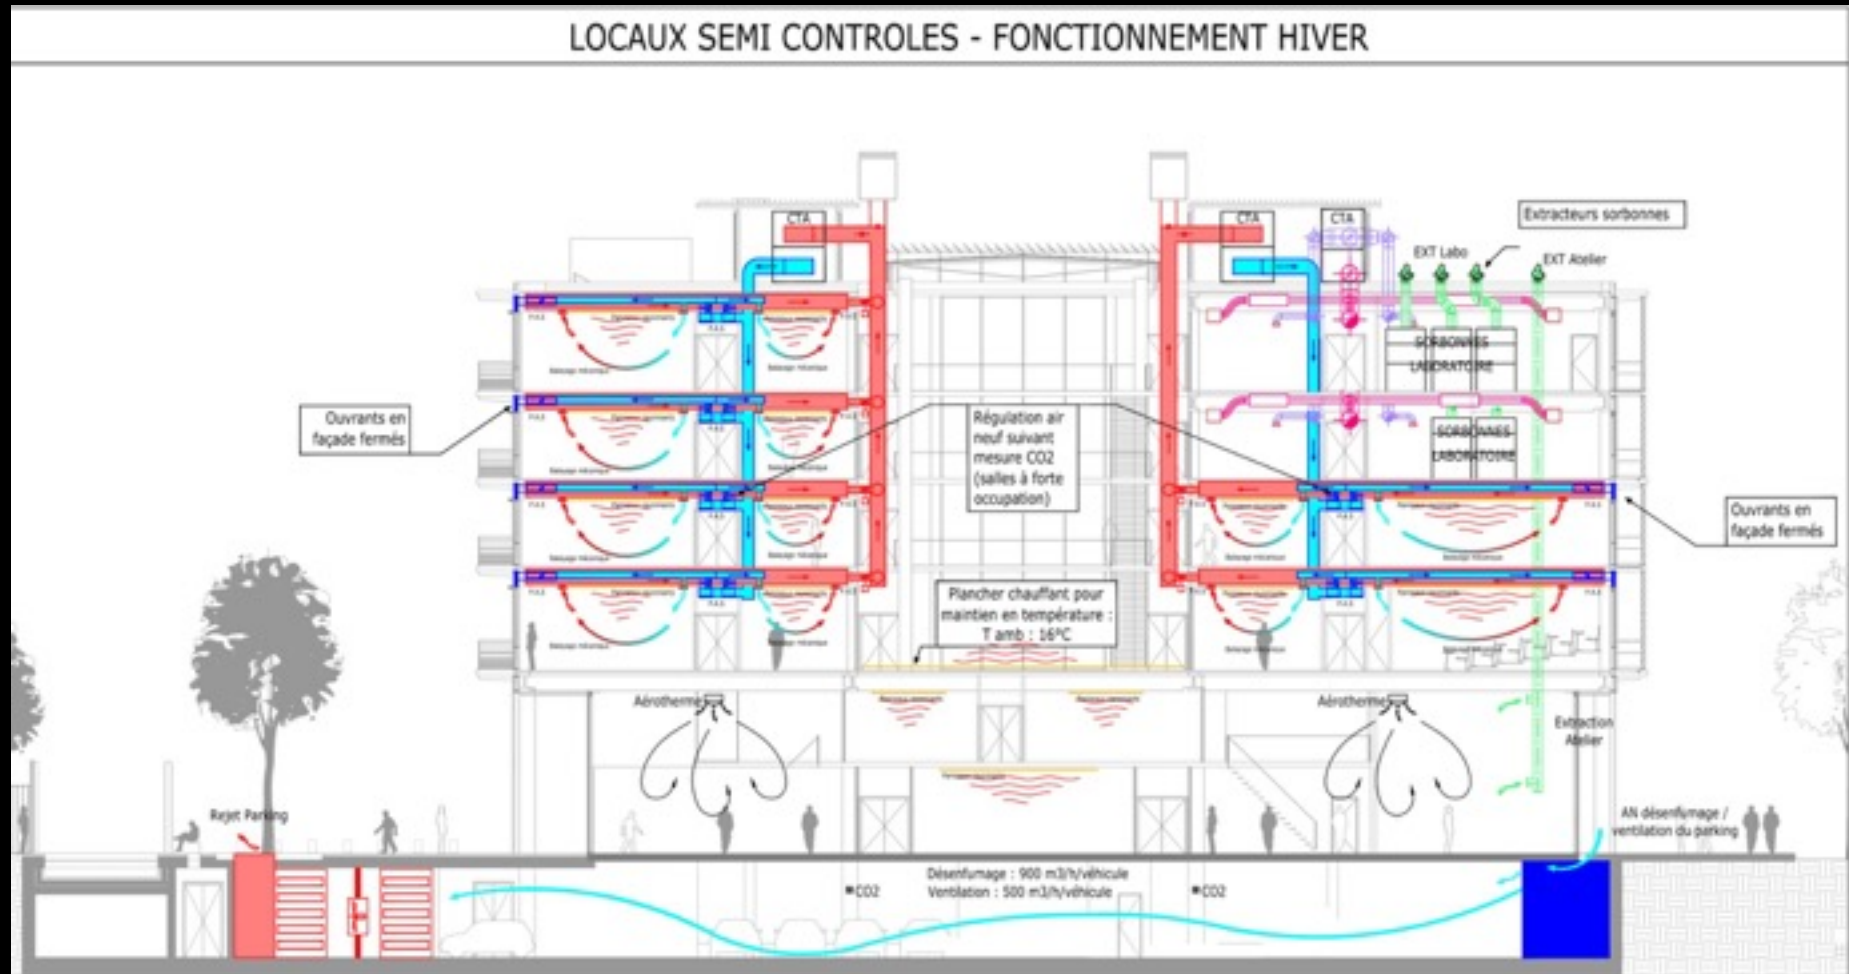 LOCAUX SEMI CONTROLES - FONCTIONNEMENT HIVER
CTA
CTA
CTA
Extracteurs sorbonnes
EXT Labo
EXT Atelier
SORBONNES
LABORATOIRE
Ouvrants en
façade fermés
Régulation air
neuf suivant
mesure CO2
(salles à forte
occupation)
SORBONNES
LABORATOIRE
Ouvrants en
façade fermés
Plancher chauffant pour
maintien en température :
T amb : 16°C
Aérotherme
Aérotherme
Extraction
Atelier
Rejet Parking
AN désenfumage /
ventilation du parking
Désenfumage : 900 m3/h/véhicule
Ventilation : 500 m3/h/véhicule
CO2
CO2